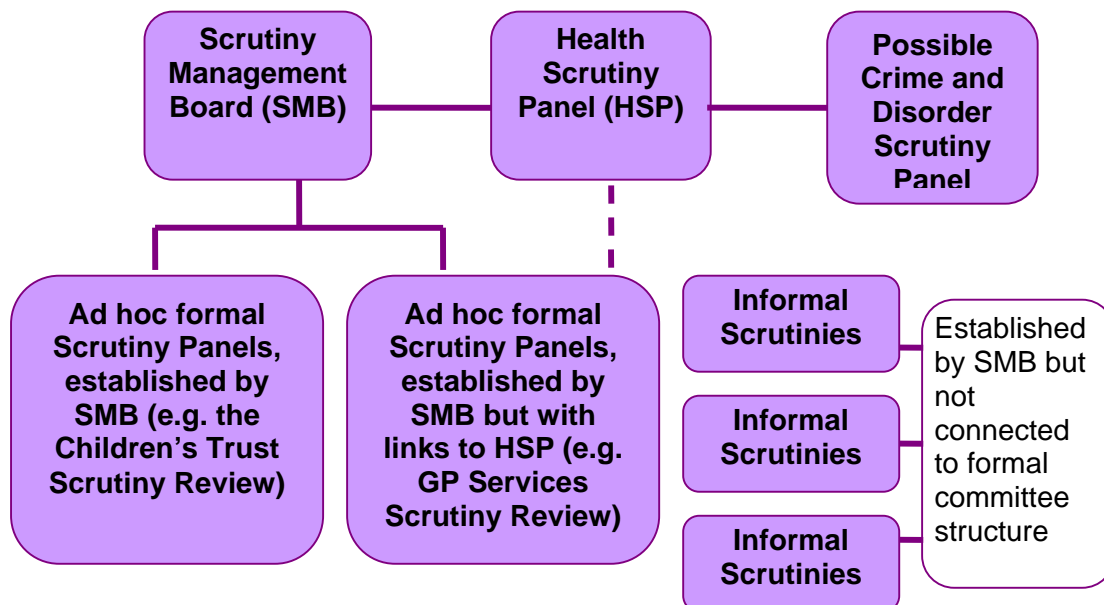 Scrutiny
Management
Board (SMB)
Health
Scrutiny
Panel (HSP)
Possible
Crime and
Disorder
Scrutiny
Panel
Ad hoc formal
Scrutiny Panels,
established by
SMB (e.g. the
Children’s Trust
Scrutiny Review)
Ad hoc formal
Scrutiny Panels,
established by
SMB but with
links to HSP (e.g.
GP Services
Scrutiny Review)
Informal
Scrutinies
Informal
Scrutinies
Informal
Scrutinies
Established
by SMB but
not
connected
to formal
committee
structure